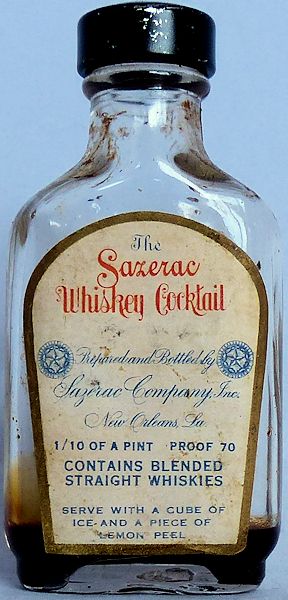 The
Sazerac
Whiskey Cocktail
Prepared and Bottled by
Sazerac Company, Inc.
New Orleans, La
1/10 OF A PINT PROOF 70
CONTAINS BLENDED
STRAIGHT WHISKIES
SERVE WITH A CUBE OF
ICE-AND A PIECE OF
LEMON PEEL